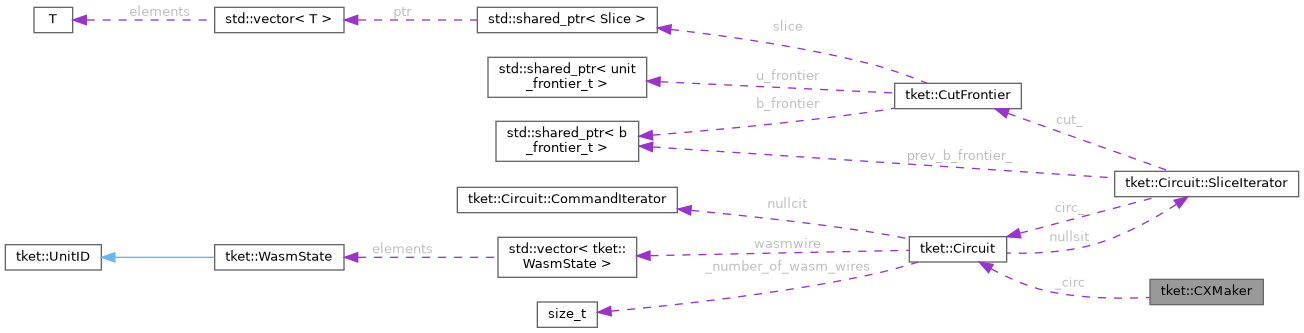 T
elements
std::vector< T >
ptr
std::shared_ptr< Slice >
slice
std::shared_ptr< unit
_frontier_t >
u_frontier
tket::CutFrontier
b_frontier
std::shared_ptr< b
_frontier_t >
cut_
prev_b_frontier_
tket::Circuit::SliceIterator
tket::Circuit::CommandIterator
nullcit
circ_
nullsit
tket::UnitID
tket::WasmState
elements
std::vector< tket::
WasmState >
wasmwire
tket::Circuit
_number_of_wasm_wires
size_t
_circ
tket::CXMaker